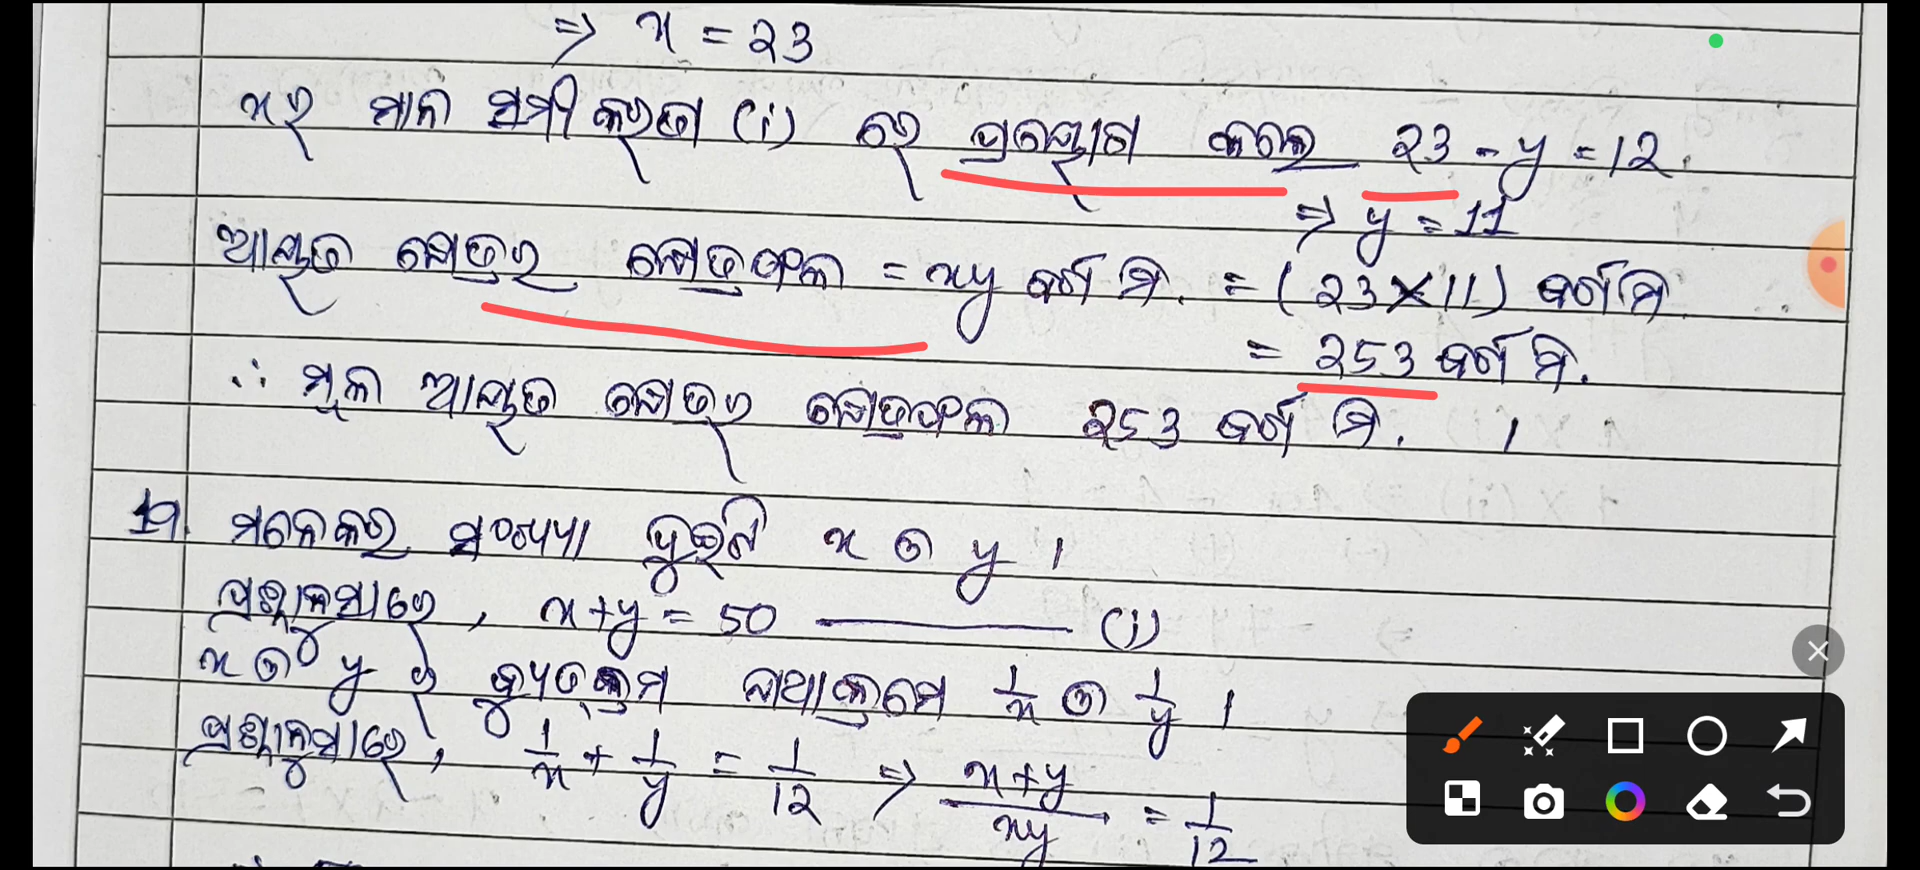 ⇒ x = 23
xର ମାନ ସମୀକରଣ (i) ରେ ପ୍ରୟୋଗ କଲେ 23 - y = 12.
⇒ y = 11
ଆୟତ କ୍ଷେତ୍ରର କ୍ଷେତ୍ରଫଳ = xy ବର୍ଗ ମି. = (23×11) ବର୍ଗ ମି
= 253 ବର୍ଗ ମି.
∴ ମୂଳ ଆୟତ କ୍ଷେତ୍ରର କ୍ଷେତ୍ରଫଳ 253 ବର୍ଗ ମି. ।
19. ମନେକର ସଂଖ୍ୟା ଦୁଇଟି x ଓ y ।
ପ୍ରଶ୍ନାନୁସାରେ, x+y = 50 ——— (i)
x ଓ y ର ବ୍ୟୁତ୍କ୍ରମ ଯଥାକ୍ରମେ 1/x ଓ 1/y ।
ପ୍ରଶ୍ନାନୁସାରେ, 1/x + 1/y = 1/12 ⇒ x+y/xy = 1/12